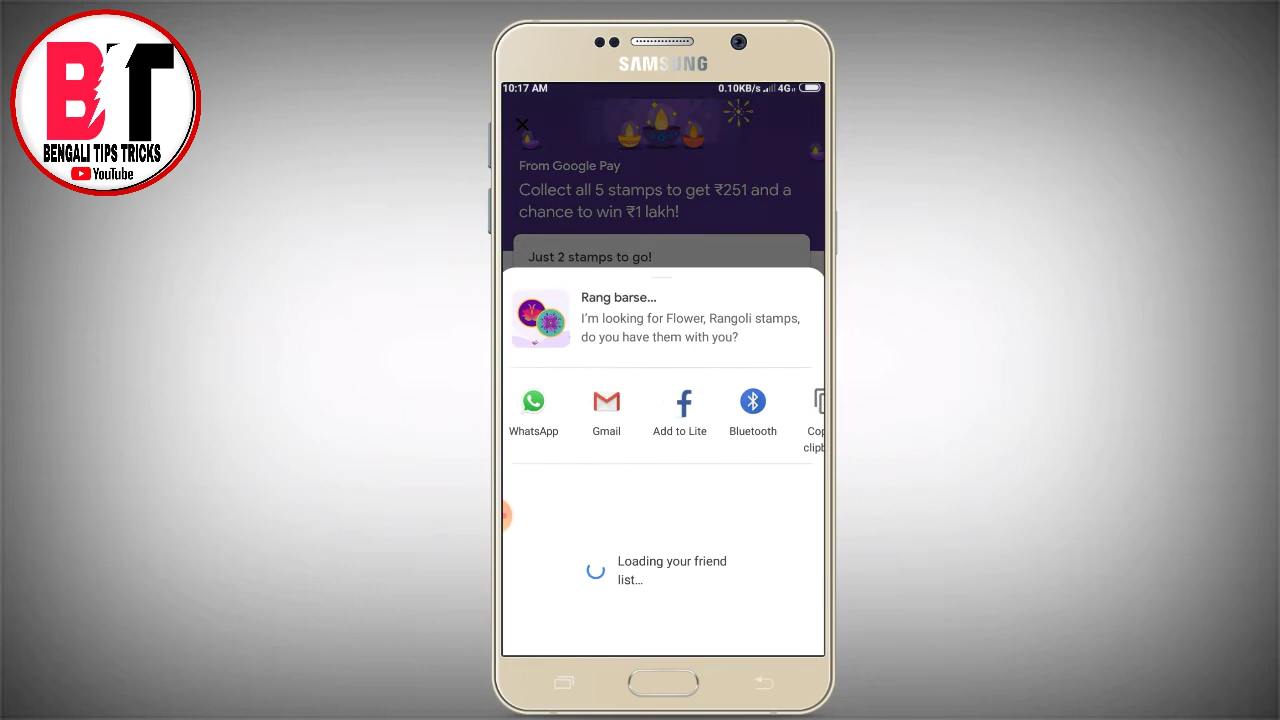 BT
BENGALI TIPS TRICKS
YouTube
SAMSUNG
10:17 AM
0.10KB/s
4G
From Google Pay
Collect all 5 stamps to get ₹251 and a
chance to win ₹1 lakh!
Just 2 stamps to go!
Rang barse...
I'm looking for Flower, Rangoli stamps,
do you have them with you?
WhatsApp
Gmail
Add to Lite
Bluetooth
Loading your friend
list...